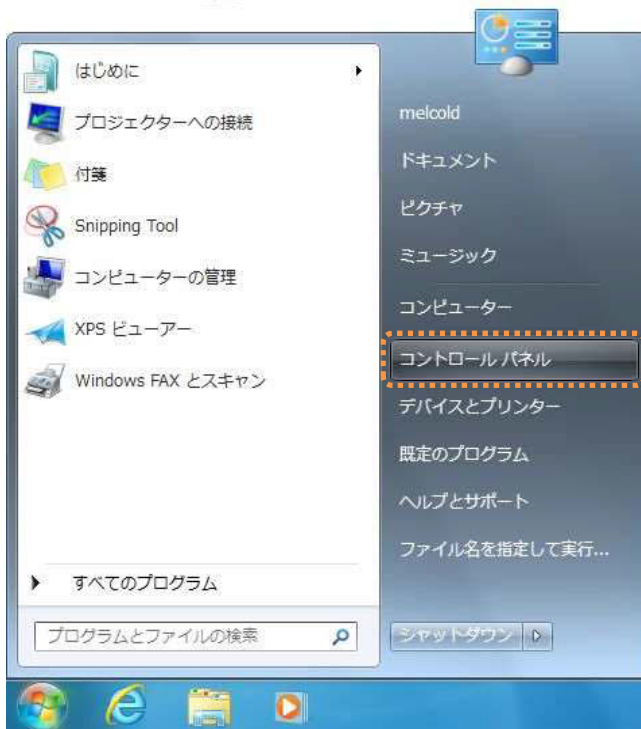 はじめに
プロジェクターへの接続
付箋
Snipping Tool
コンピューターの管理
XPS ビューアー
Windows FAX とスキャン
すべてのプログラム
プログラムとファイルの検索
melcold
ドキュメント
ピクチャ
ミュージック
コンピューター
コントロール パネル
デバイスとプリンター
既定のプログラム
ヘルプとサポート
ファイル名を指定して実行...
シャットダウン